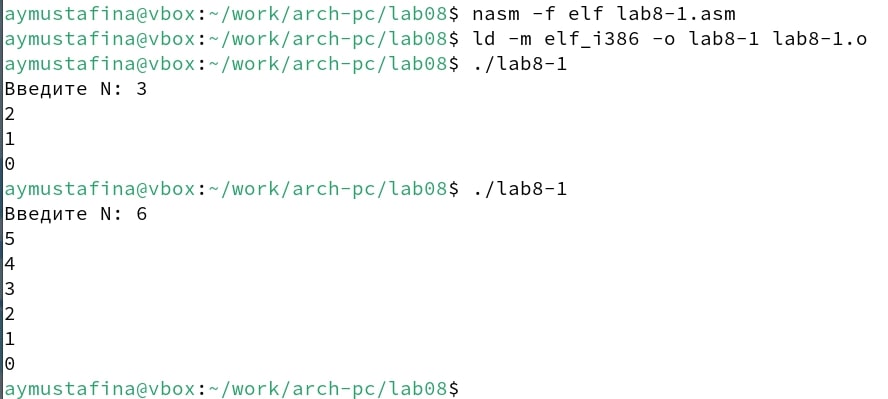 aymustafina@vbox:~/work/arch-pc/lab08$ nasm -f elf lab8-1.asm
aymustafina@vbox:~/work/arch-pc/lab08$ ld -m elf_i386 -o lab8-1 lab8-1.o
aymustafina@vbox:~/work/arch-pc/lab08$ ./lab8-1
Введите N: 3
2
1
0
aymustafina@vbox:~/work/arch-pc/lab08$ ./lab8-1
Введите N: 6
5
4
3
2
1
0
aymustafina@vbox:~/work/arch-pc/lab08$